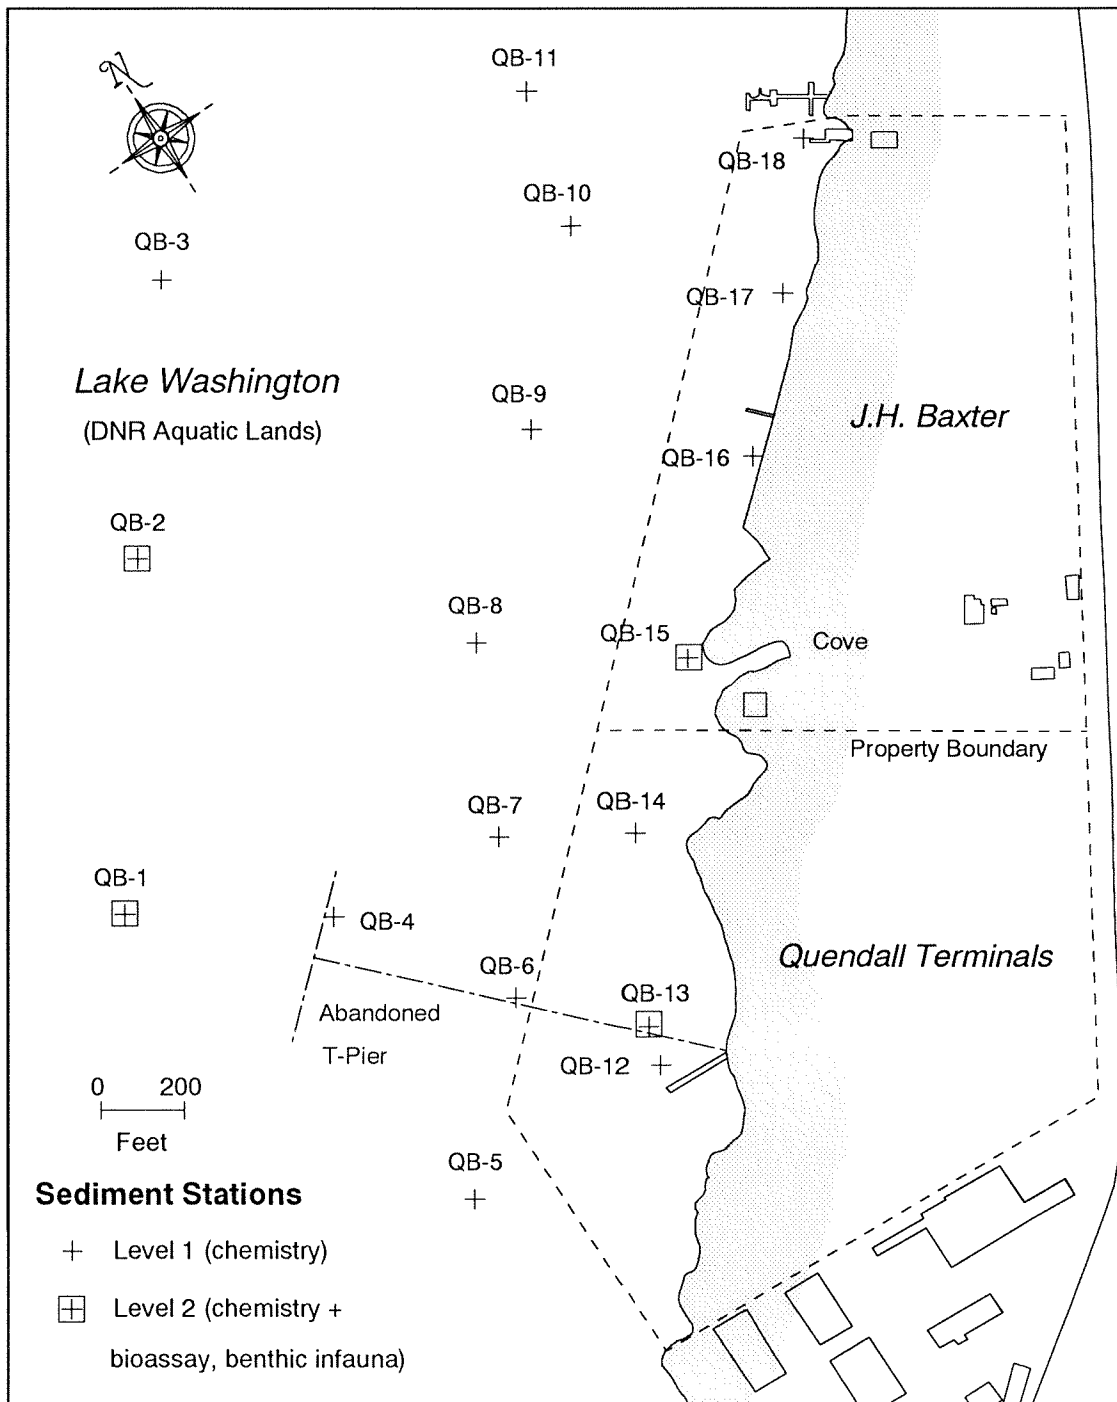 N
QB-11
QB-18
QB-10
QB-3
QB-17
Lake Washington
(DNR Aquatic Lands)
QB-9
J.H. Baxter
QB-16
QB-2
QB-8
QB-15
Cove
Property Boundary
QB-7
QB-14
QB-1
QB-4
Quendall Terminals
QB-6
QB-13
Abandoned
T-Pier
QB-12
0 200
Feet
QB-5
Sediment Stations
Level 1 (chemistry)
Level 2 (chemistry +
bioassay, benthic infauna)